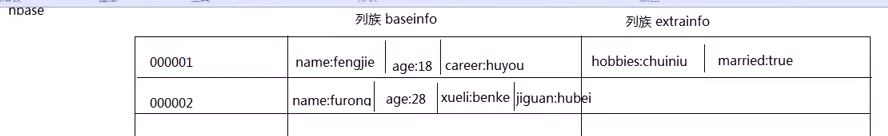 hbase
列族 baseinfo 列族 extrainfo
000001 name:fengjie age:18 career:huyou hobbies:chuiniu married:true
000002 name:furong age:28 xueli:benke jiguan:hubei